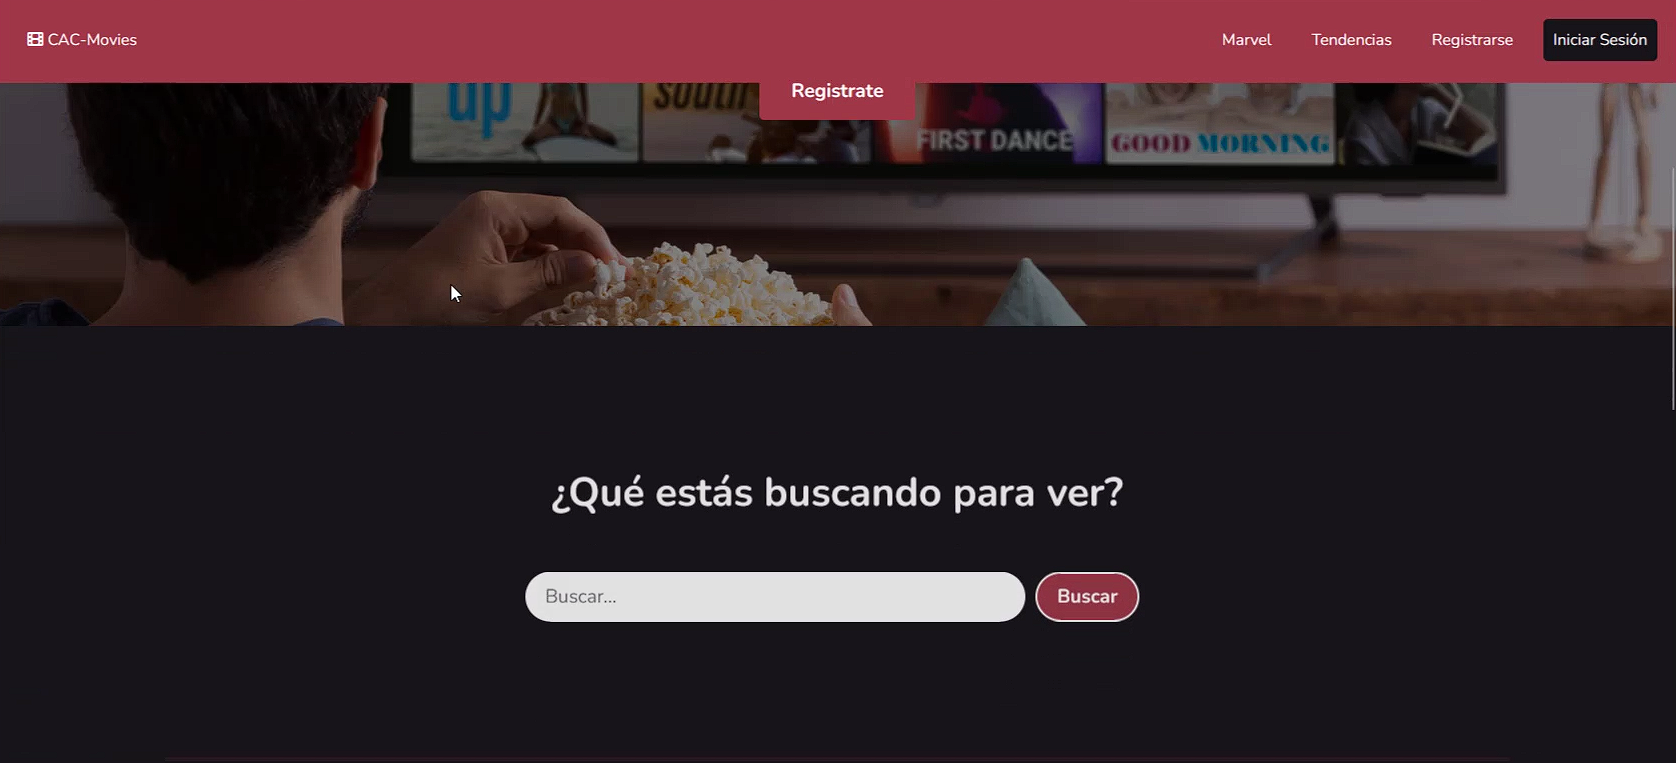 CAC-Movies
Marvel
Tendencias
Registrarse
Iniciar Sesión
Registrate
up
FIRST DANCE
GOOD MORNING
¿Qué estás buscando para ver?
Buscar...
Buscar